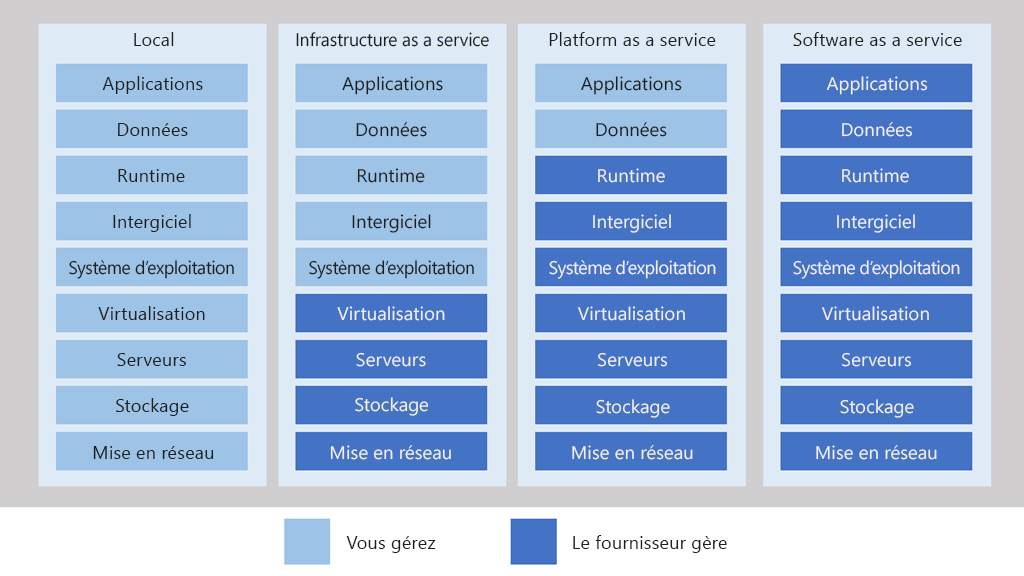 Local
Applications
Données
Runtime
Intergiciel
Système d'exploitation
Virtualisation
Serveurs
Stockage
Mise en réseau
Infrastructure as a service
Applications
Données
Runtime
Intergiciel
Système d'exploitation
Virtualisation
Serveurs
Stockage
Mise en réseau
Platform as a service
Applications
Données
Runtime
Intergiciel
Système d'exploitation
Virtualisation
Serveurs
Stockage
Mise en réseau
Software as a service
Applications
Données
Runtime
Intergiciel
Système d'exploitation
Virtualisation
Serveurs
Stockage
Mise en réseau
Vous gérez
Le fournisseur gère